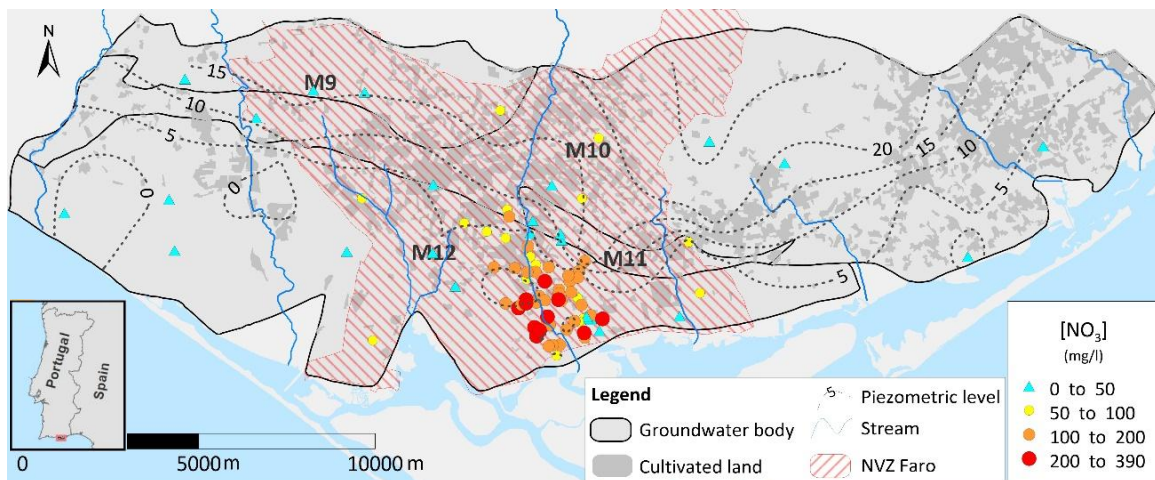 N
15
M9
10
5
0
0
M10
20
15
10
5
M12
M11
5
Portugal
Spain
0
5000 m
10000 m
Legend
Groundwater body
Cultivated land
5
Piezometric level
Stream
NVZ Faro
[NO₃]
(mg/l)
0 to 50
50 to 100
100 to 200
200 to 390